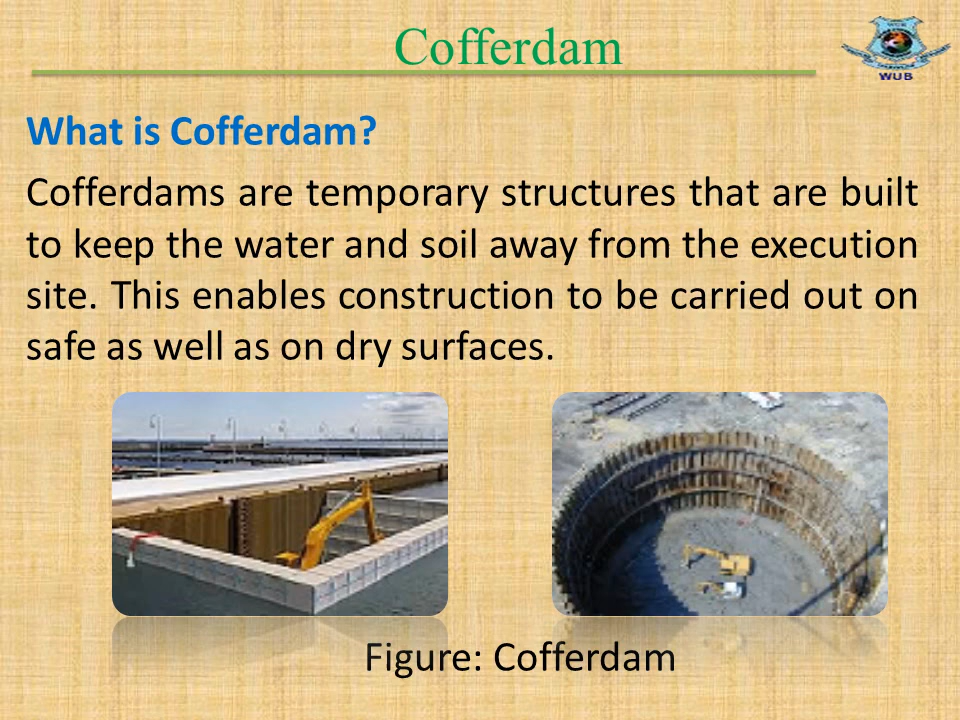 Cofferdam
WUB
What is Cofferdam?
Cofferdams are temporary structures that are built
to keep the water and soil away from the execution
site. This enables construction to be carried out on
safe as well as on dry surfaces.
Figure: Cofferdam